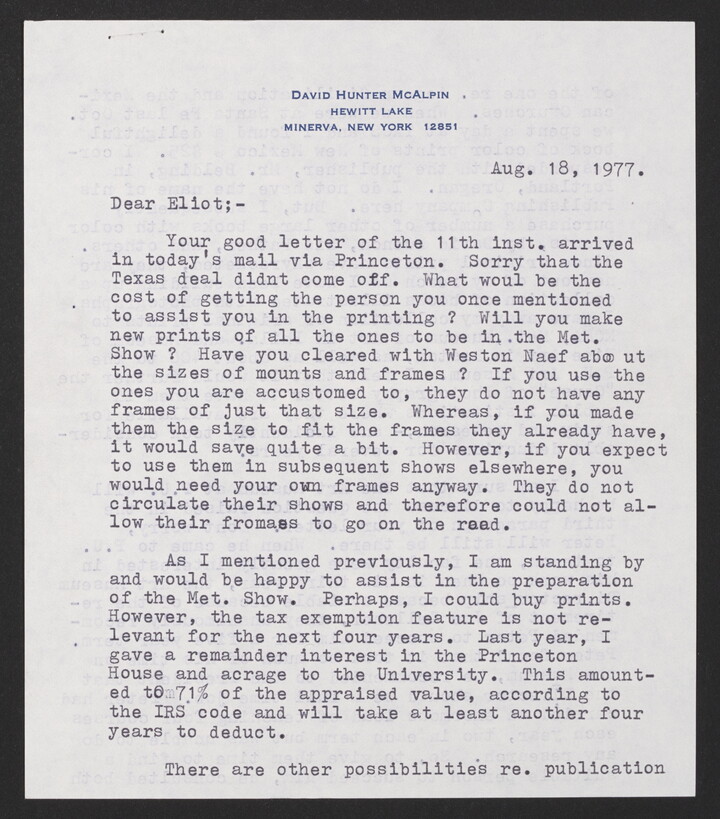 DAVID HUNTER MCALPIN
HEWITT LAKE
MINERVA, NEW YORK 12851
Aug. 18, 1977.
Dear Eliot;-
Your good letter of the 11th inst. arrived
in today's mail via Princeton. Sorry that the
Texas deal didnt come off. What woul be the
cost of getting the person you once mentioned
to assist you in the printing ? Will you make
new prints of all the ones to be in the Met.
Show ? Have you cleared with Weston Naef about
the sizes of mounts and frames ? If you use the
ones you are accustomed to, they do not have any
frames of just that size. Whereas, if you made
them the size to fit the frames they already have,
it would save quite a bit. However, if you expect
to use them in subsequent shows elsewhere, you
would need your own frames anyway. They do not
circulate their shows and therefore could not al-
low their to go on the road.
As I mentioned previously, I am standing by
and would be happy to assist in the preparation
of the Met. Show. Perhaps, I could buy prints.
However, the tax exemption feature is not re-
levant for the next four years. Last year, I
gave a remainder interest in the Princeton
House and acrage to the University. This amount-
ed to 71% of the appraised value, according to
the IRS code and will take at least another four
years to deduct.
There are other possibilities re. publication